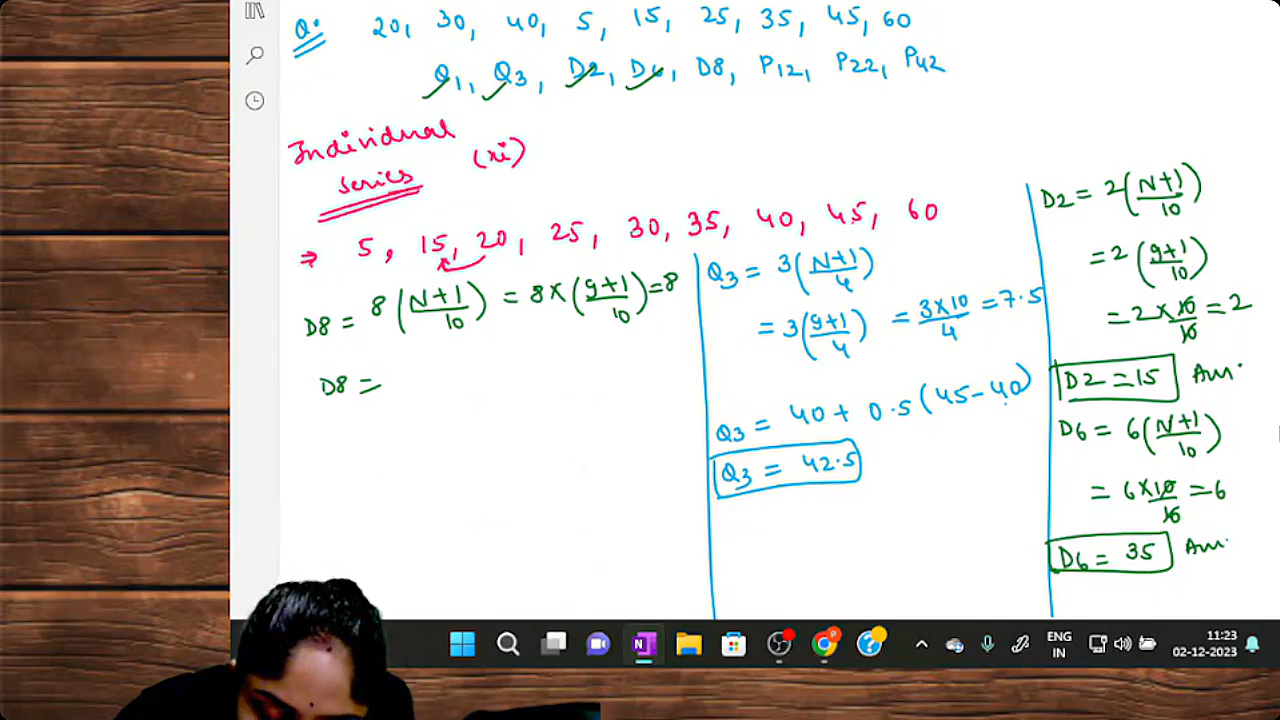 Q: 20, 30, 40, 5, 15, 25, 35, 45, 60
Q1, Q3, D2, D6, D8, P12, P22, P42
Individual series (xi)
⇒ 5, 15, 20, 25, 30, 35, 40, 45, 60
D8 = 8(N+1/10) = 8×(9+1/10)=8
D8 =
Q3 = 3(N+1/4)
= 3(9+1/4) = 3×10/4 = 7.5
Q3 = 40 + 0.5(45-40)
Q3 = 42.5
D2 = 2(N+1/10)
= 2(9+1/10)
= 2×10/10 = 2
D2 = 15 Ans.
D6 = 6(N+1/10)
= 6×10/10 = 6
D6 = 35 Ans.
ENG
IN
11:23
02-12-2023